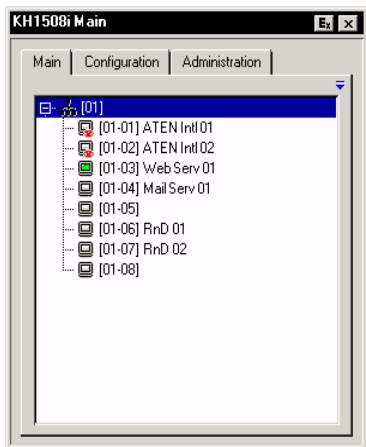 KH1508i Main
Ex
Main Configuration Administration
[01]
[01-01] ATEN Intl 01
[01-02] ATEN Intl 02
[01-03] Web Serv 01
[01-04] Mail Serv 01
[01-05]
[01-06] RnD 01
[01-07] RnD 02
[01-08]